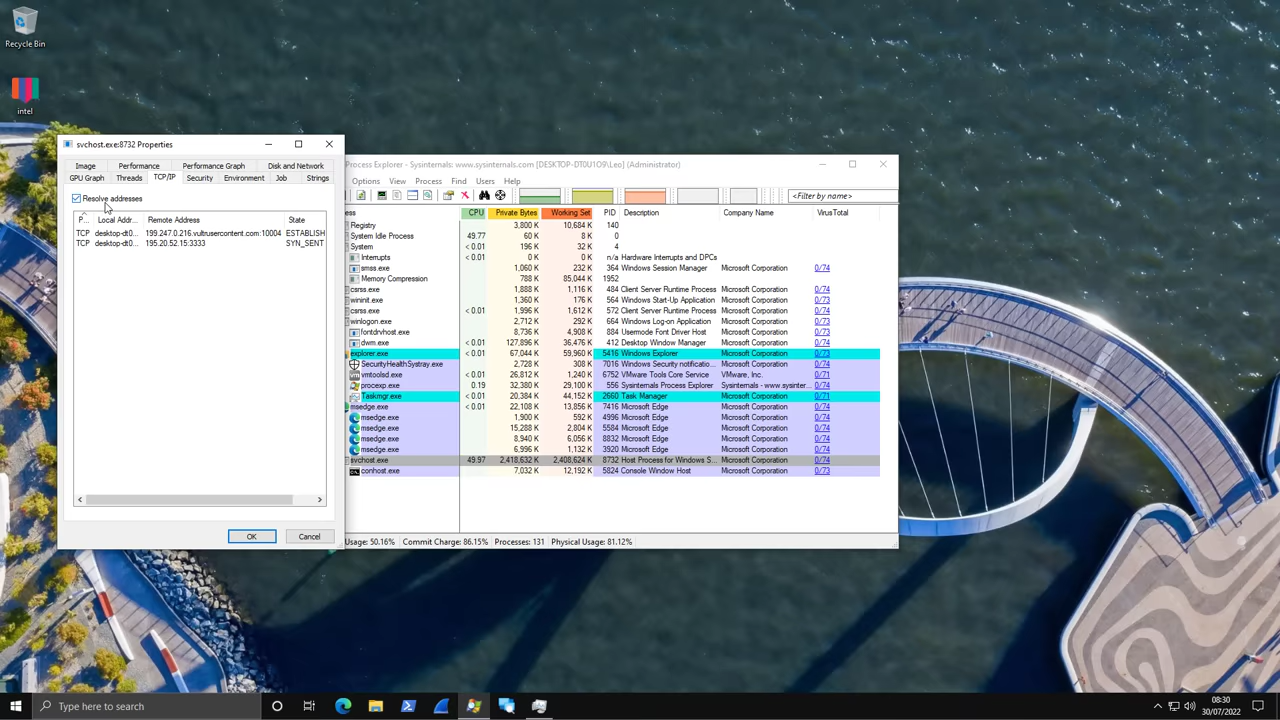 Recycle Bin
intel
svchost.exe:8732 Properties
Image Performance Performance Graph Disk and Network
GPU Graph Threads TCP/IP Security Environment Job Strings
Resolve addresses
P... Local Addr... Remote Address State
TCP desktop-dt0... 199.247.0.216.vultrusercontent.com:10004 ESTABLISH
TCP desktop-dt0... 195.20.52.15:3333 SYN_SENT
OK Cancel
Process Explorer - Sysinternals: www.sysinternals.com [DESKTOP-DT0U1O9\Leo] (Administrator)
Options View Process Find Users Help
<Filter by name>
ess CPU Private Bytes Working Set PID Description Company Name VirusTotal
Registry 3,800 K 10,684 K 140
System Idle Process 49.77 60 K 8 K 0
System < 0.01 196 K 32 K 4
Interrupts < 0.01 0 K 0 K n/a Hardware Interrupts and DPCs
smss.exe 1,060 K 232 K 364 Windows Session Manager Microsoft Corporation 0/74
Memory Compression 788 K 85,044 K 1952
csrss.exe 1,888 K 1,116 K 484 Client Server Runtime Process Microsoft Corporation 0/74
wininit.exe 1,360 K 176 K 564 Windows Start-Up Application Microsoft Corporation 0/73
csrss.exe < 0.01 1,996 K 1,612 K 572 Client Server Runtime Process Microsoft Corporation 0/74
winlogon.exe 2,712 K 292 K 664 Windows Log-on Application Microsoft Corporation 0/73
fontdrvhost.exe 8,736 K 4,908 K 884 Usermode Font Driver Host Microsoft Corporation 0/73
dwm.exe < 0.01 127,896 K 36,476 K 412 Desktop Window Manager Microsoft Corporation 0/74
explorer.exe < 0.01 67,044 K 59,960 K 5416 Windows Explorer Microsoft Corporation 0/73
SecurityHealthSystray.exe 2,728 K 308 K 7016 Windows Security notificatio... Microsoft Corporation 0/74
vmtoolsd.exe < 0.01 26,812 K 1,240 K 6752 VMware Tools Core Service VMware, Inc. 0/71
procexp.exe 0.19 32,380 K 29,100 K 556 Sysinternals Process Explorer Sysinternals - www.sysinter... 0/74
Taskmgr.exe < 0.01 20,384 K 44,152 K 2660 Task Manager Microsoft Corporation 0/71
msedge.exe < 0.01 22,108 K 13,856 K 7416 Microsoft Edge Microsoft Corporation 0/74
msedge.exe 1,900 K 592 K 4996 Microsoft Edge Microsoft Corporation 0/74
msedge.exe 15,288 K 2,804 K 5584 Microsoft Edge Microsoft Corporation 0/74
msedge.exe 8,940 K 6,056 K 8832 Microsoft Edge Microsoft Corporation 0/74
msedge.exe 6,996 K 1,132 K 3920 Microsoft Edge Microsoft Corporation 0/74
svchost.exe 49.97 2,418,632 K 2,408,624 K 8732 Host Process for Windows S... Microsoft Corporation 0/74
conhost.exe 7,032 K 12,192 K 5824 Console Window Host Microsoft Corporation 0/73
Usage: 50.16% Commit Charge: 86.15% Processes: 131 Physical Usage: 81.12%
Type here to search
08:30
30/07/2022